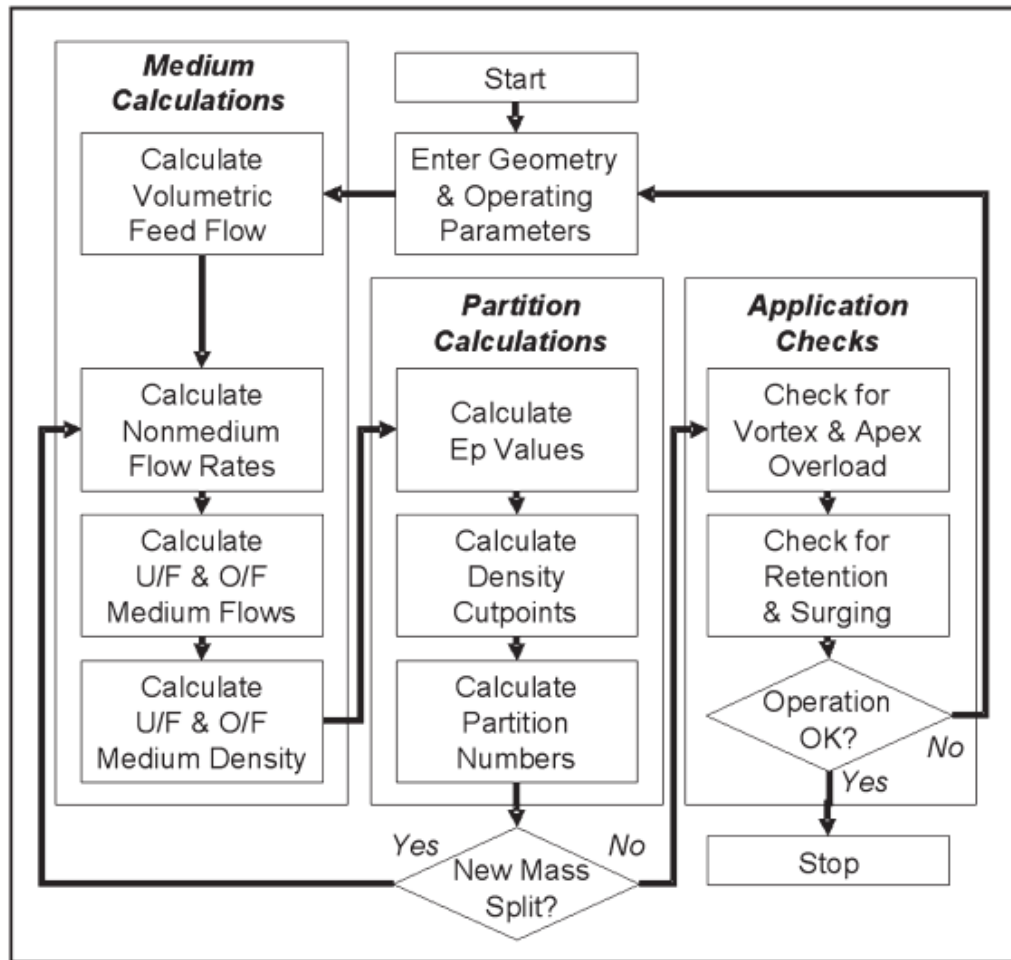 Start
Enter Geometry
& Operating
Parameters
Medium
Calculations
Calculate
Volumetric
Feed Flow
Calculate
Nonmedium
Flow Rates
Calculate
U/F & O/F
Medium Flows
Calculate
U/F & O/F
Medium Density
Partition
Calculations
Calculate
Ep Values
Calculate
Density
Cutpoints
Calculate
Partition
Numbers
Yes
No
New Mass
Split?
Application
Checks
Check for
Vortex & Apex
Overload
Check for
Retention
& Surging
Operation
OK?
No
Yes
Stop